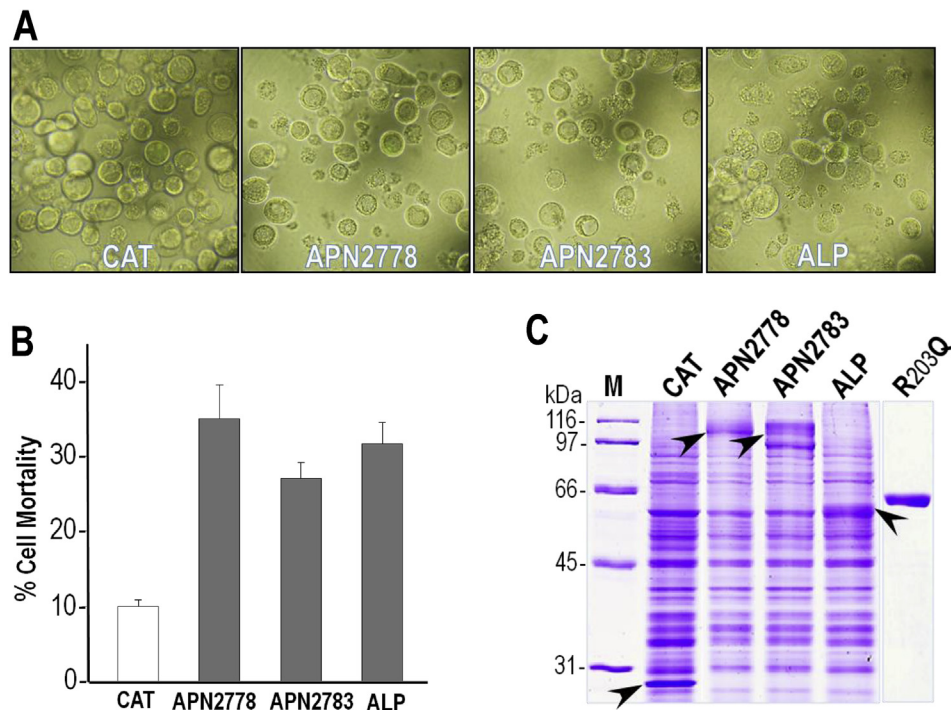 A
CAT APN2778 APN2783 ALP
B
% Cell Mortality
40
30
20
10
0
CAT APN2778 APN2783 ALP
C
kDa M CAT APN2778 APN2783 ALP R203Q
116-
97-
66-
45-
31-